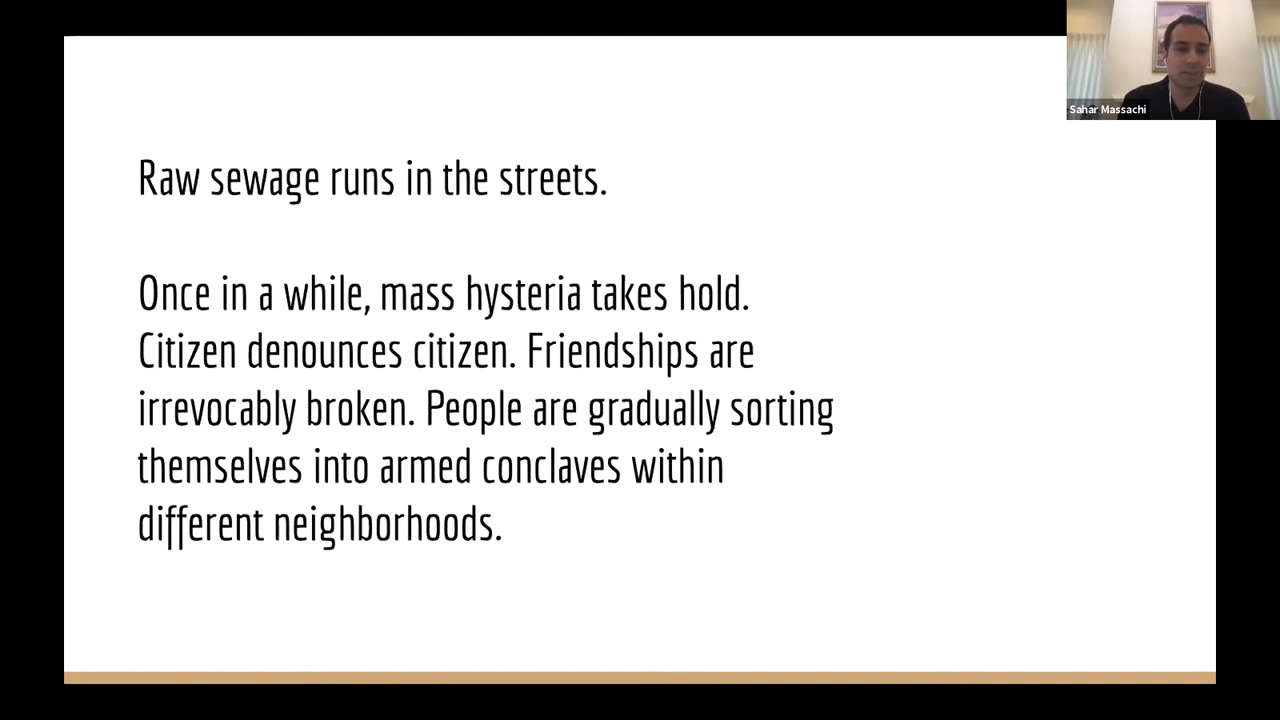 Sahar Massachi
Raw sewage runs in the streets.
Once in a while, mass hysteria takes hold.
Citizen denounces citizen. Friendships are
irrevocably broken. People are gradually sorting
themselves into armed conclaves within
different neighborhoods.